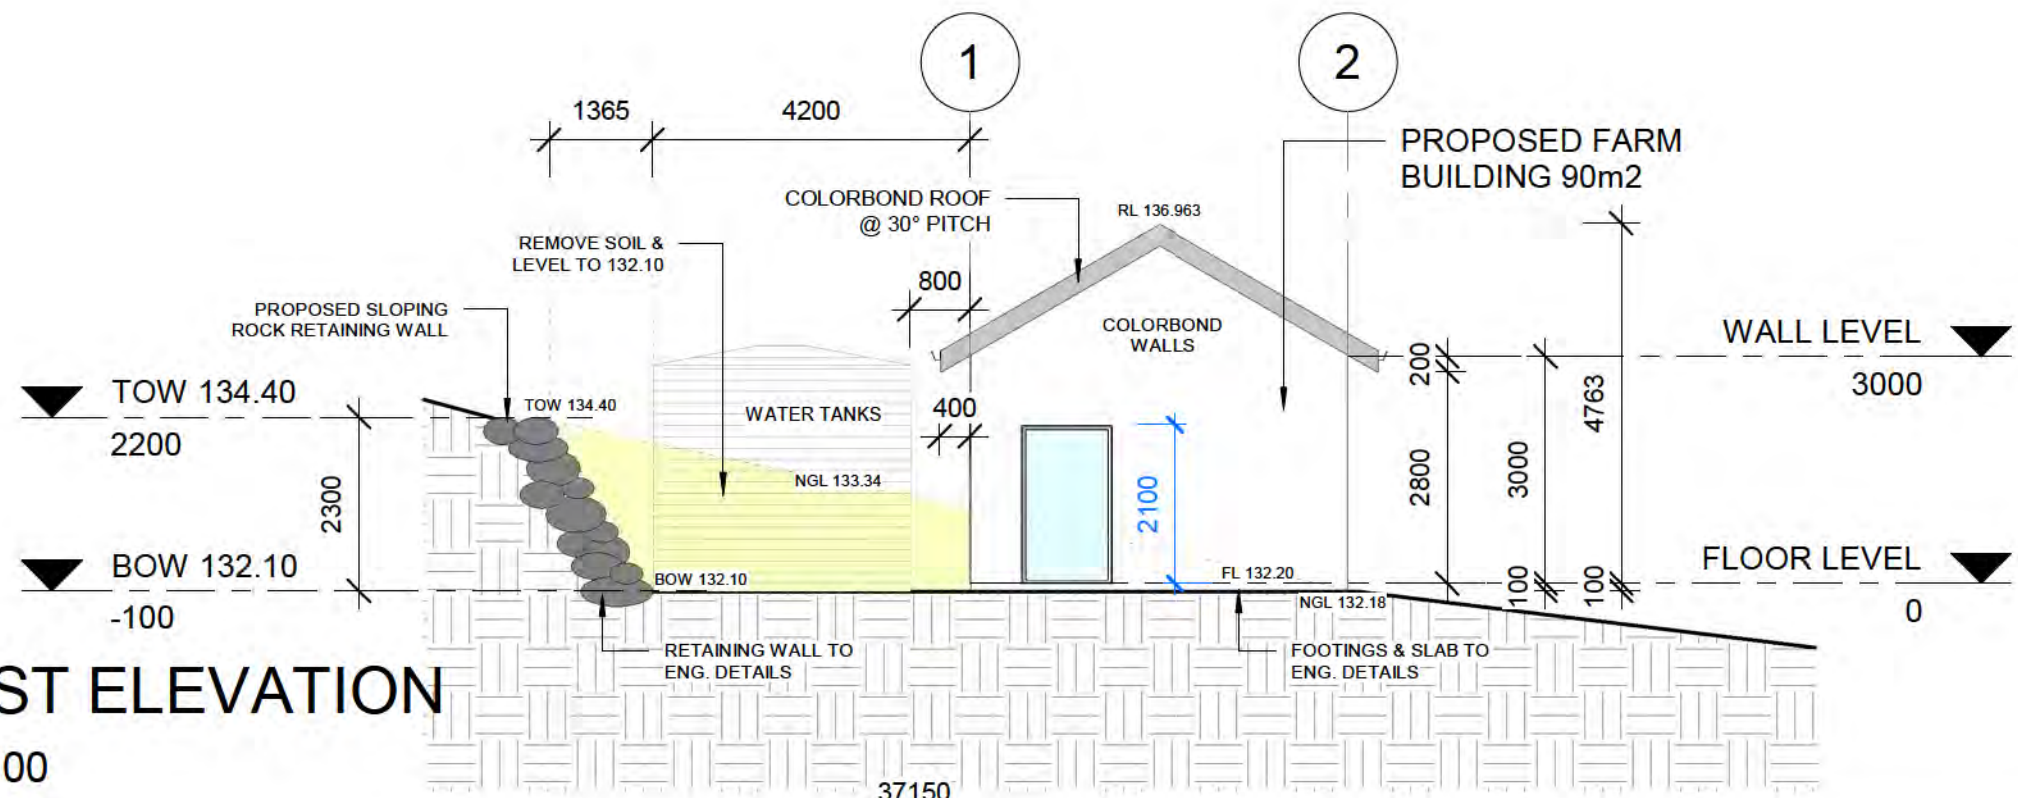 1
2
1365
4200
PROPOSED FARM
BUILDING 90m2
COLORBOND ROOF
@ 30° PITCH
RL 136.963
REMOVE SOIL &
LEVEL TO 132.10
800
PROPOSED SLOPING
ROCK RETAINING WALL
COLORBOND
WALLS
WALL LEVEL
3000
200
4763
TOW 134.40
2200
TOW 134.40
WATER TANKS
400
NGL 133.34
2300
2100
2800
3000
BOW 132.10
-100
BOW 132.10
FL 132.20
NGL 132.18
100
100
FLOOR LEVEL
0
RETAINING WALL TO
ENG. DETAILS
FOOTINGS & SLAB TO
ENG. DETAILS
ST ELEVATION
00
37150